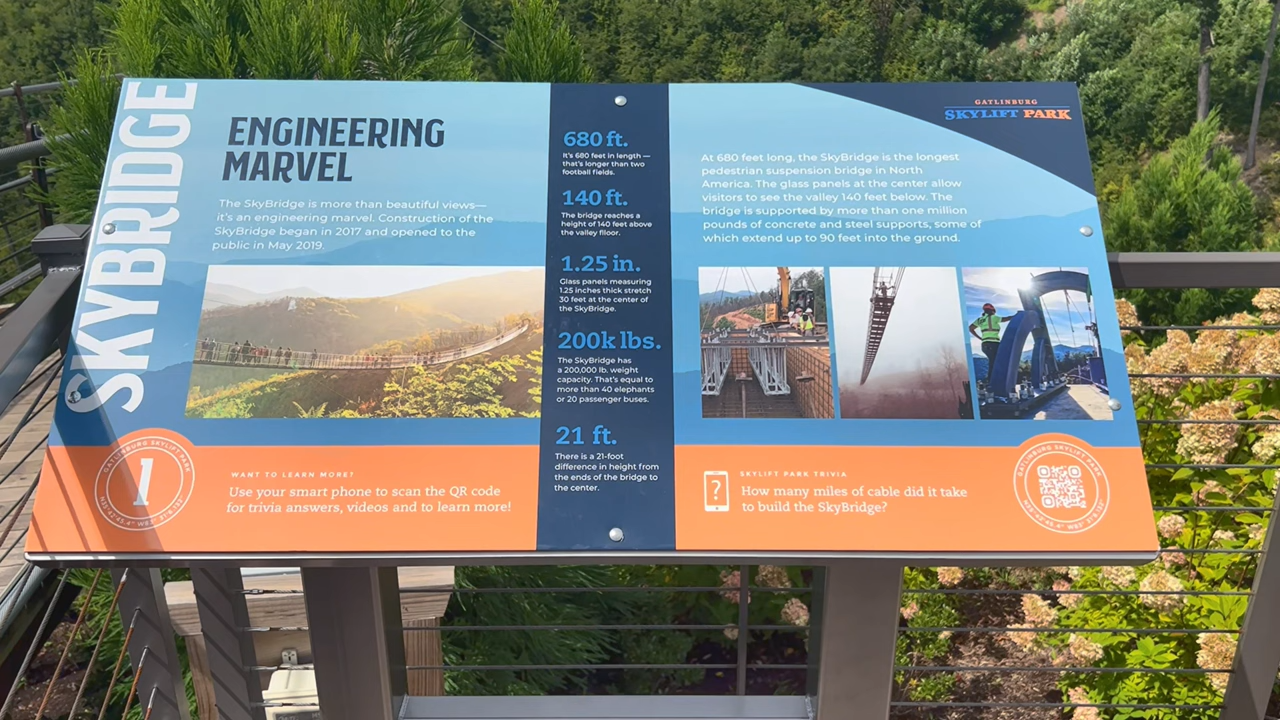 SKYBRIDGE
ENGINEERING
MARVEL
The SkyBridge is more than beautiful views—
it's an engineering marvel. Construction of the
SkyBridge began in 2017 and opened to the
public in May 2019.
680 ft.
It's 680 feet in length —
that's longer than two
football fields.
140 ft.
The bridge reaches a
height of 140 feet above
the valley floor.
1.25 in.
Glass panels measuring
1.25 inches thick stretch
30 feet at the center of
the SkyBridge.
200k lbs.
The SkyBridge has
a 200,000 lb. weight
capacity. That's equal to
more than 40 elephants
or 20 passenger buses.
21 ft.
There is a 21-foot
difference in height from
the ends of the bridge to
the center.
GATLINBURG
SKYLIFT PARK
At 680 feet long, the SkyBridge is the longest
pedestrian suspension bridge in North
America. The glass panels at the center allow
visitors to see the valley 140 feet below. The
bridge is supported by more than one million
pounds of concrete and steel supports, some of
which extend up to 90 feet into the ground.
GATLINBURG SKYLIFT PARK
1
WANT TO LEARN MORE?
Use your smart phone to scan the QR code
for trivia answers, videos and to learn more!
?
SKYLIFT PARK TRIVIA
How many miles of cable did it take
to build the SkyBridge?
GATLINBURG SKYLIFT PARK